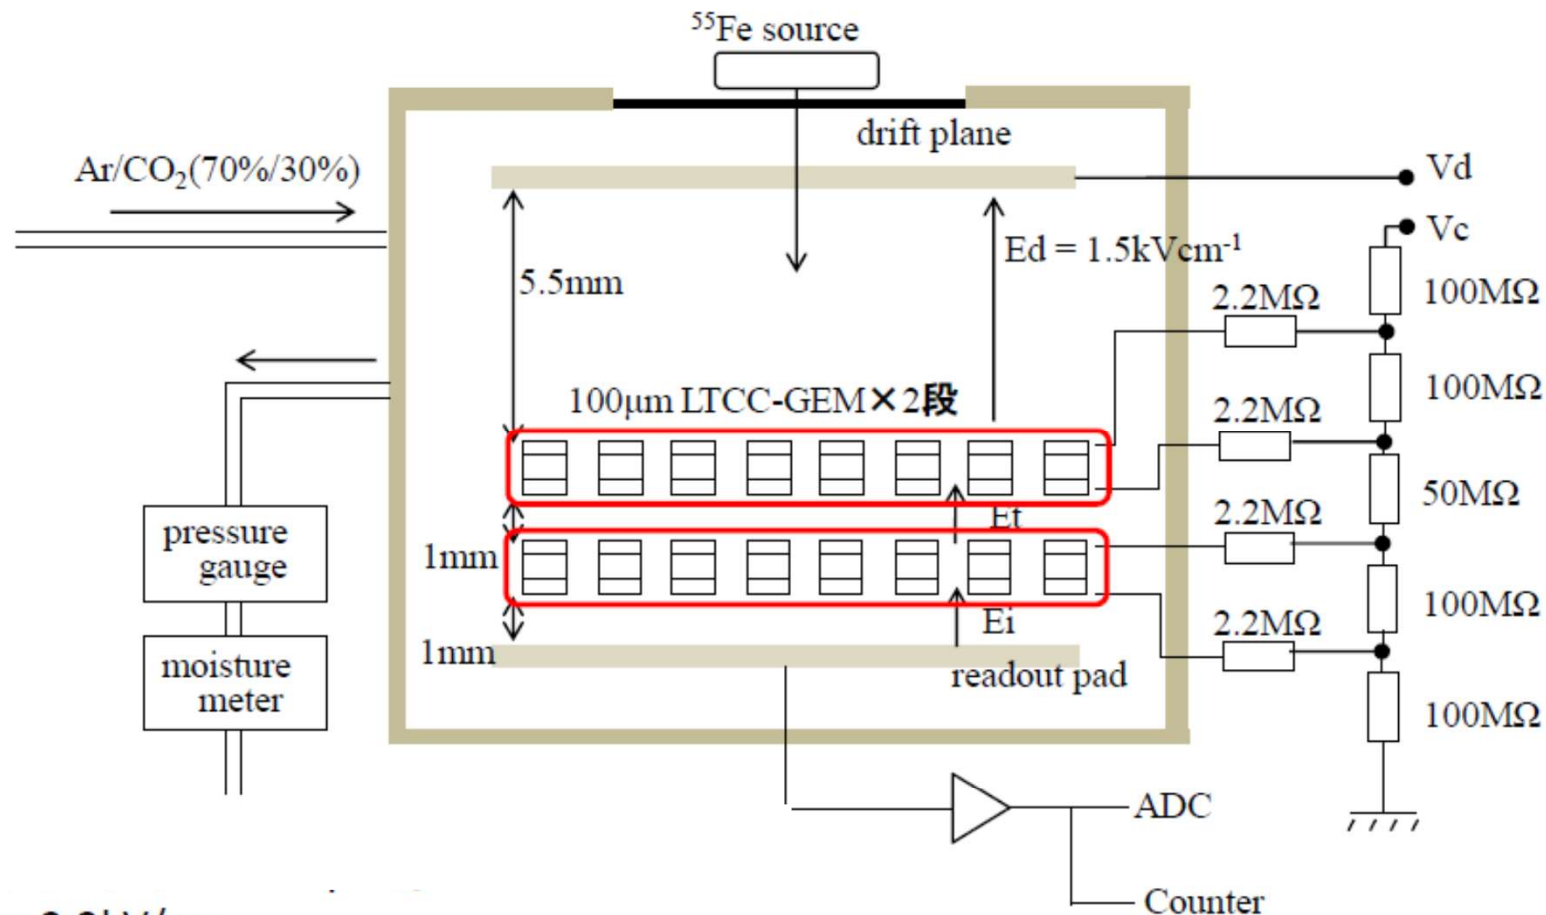 ⁵⁵Fe source
drift plane
Ar/CO₂(70%/30%)
Vd
Vc
Ed = 1.5kVcm⁻¹
5.5mm
2.2MΩ
100MΩ
100μm LTCC-GEM×2段
100MΩ
2.2MΩ
50MΩ
Et
2.2MΩ
pressure
gauge
1mm
100MΩ
Ei
2.2MΩ
1mm
readout pad
moisture
meter
100MΩ
ADC
Counter